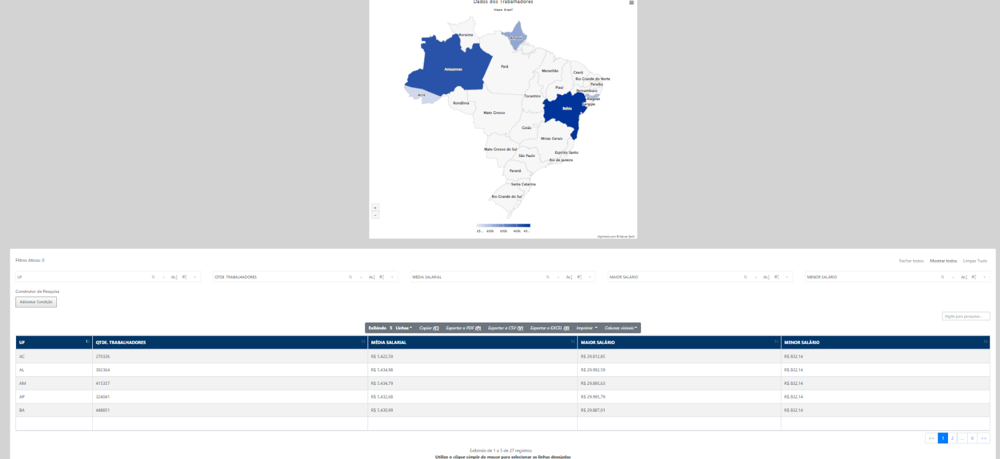 Dados dos Trabalhadores
Mapa: Brasil
Roraima
Amapá
Amazonas
Pará
Maranhão
Ceará
Rio Grande do Norte
Paraíba
Piauí
Pernambuco
Acre
Tocantins
Alagoas
Rondônia
Sergipe
Bahia
Mato Grosso
Goiás
Minas Gerais
Mato Grosso do Sul
Espírito Santo
São Paulo
Rio de Janeiro
Paraná
Santa Catarina
Rio Grande do Sul
+
−
400k
Highcharts.com © Natural Earth
Filtros Ativos: 0
Fechar todos Mostrar todos Limpar Tudo
UF QTDE. TRABALHADORES MÉDIA SALARIAL MAIOR SALÁRIO MENOR SALÁRIO
Construtor de Pesquisa
Adicionar Condição
Digite para pesquisar...
Exibindo 5 Linhas Copiar (C) Exportar a PDF (P) Exportar a CSV (V) Exportar a EXCEL (X) Imprimir Colunas visíveis
UF QTDE. TRABALHADORES MÉDIA SALARIAL MAIOR SALÁRIO MENOR SALÁRIO
AC 270326 R$ 5.422,59 R$ 29.812,85 R$ 832,14
AL 302364 R$ 5.434,98 R$ 29.992,59 R$ 832,14
AM 415357 R$ 5.434,79 R$ 29.895,63 R$ 832,14
AP 324041 R$ 5.432,68 R$ 29.995,79 R$ 832,14
BA 448851 R$ 5.430,99 R$ 29.887,01 R$ 832,14
<< 1 2 ... 6 >>
Exibindo de 1 a 5 de 27 registros
Utilize o clique simples do mouse para selecionar as linhas desejadas